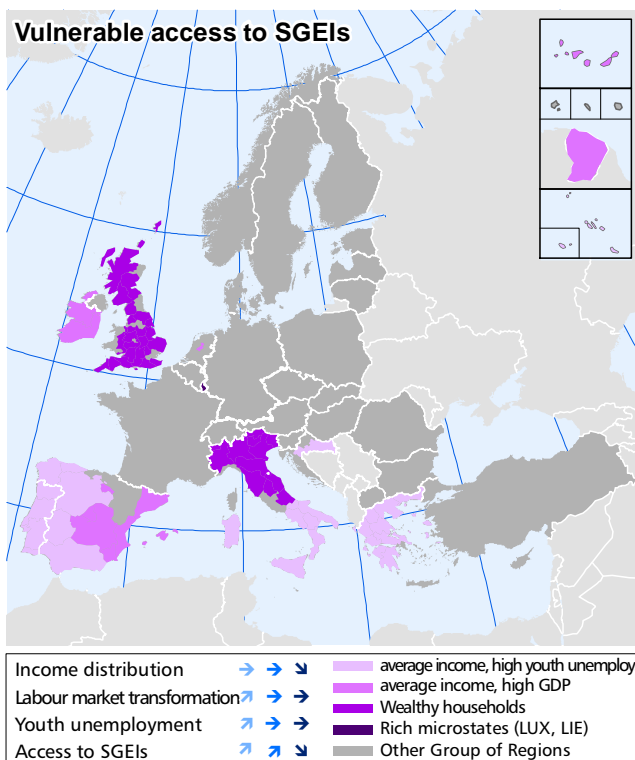 Vulnerable access to SGEIs
Income distribution
Labour market transformation
Youth unemployment
Access to SGEIs
average income, high youth unemploy
average income, high GDP
Wealthy households
Rich microstates (LUX, LIE)
Other Group of Regions